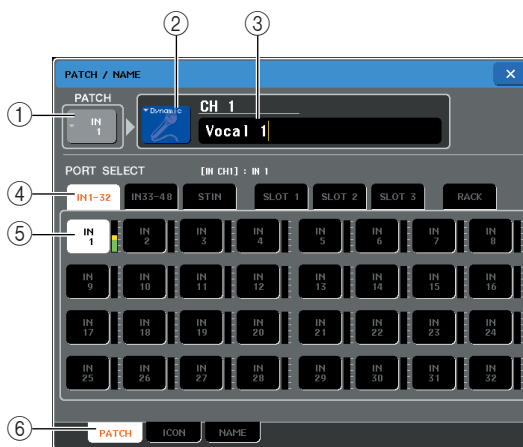 ② ③
PATCH / NAME
×
① PATCH
IN 1
Dynamic
CH 1
Vocal 1
PORT SELECT [IN CH1] : IN 1
④ IN1-32 IN33-48 STIN SLOT 1 SLOT 2 SLOT 3 RACK
⑤ IN 1 IN 2 IN 3 IN 4 IN 5 IN 6 IN 7 IN 8
IN 9 IN 10 IN 11 IN 12 IN 13 IN 14 IN 15 IN 16
IN 17 IN 18 IN 19 IN 20 IN 21 IN 22 IN 23 IN 24
IN 25 IN 26 IN 27 IN 28 IN 29 IN 30 IN 31 IN 32
⑥ PATCH ICON NAME